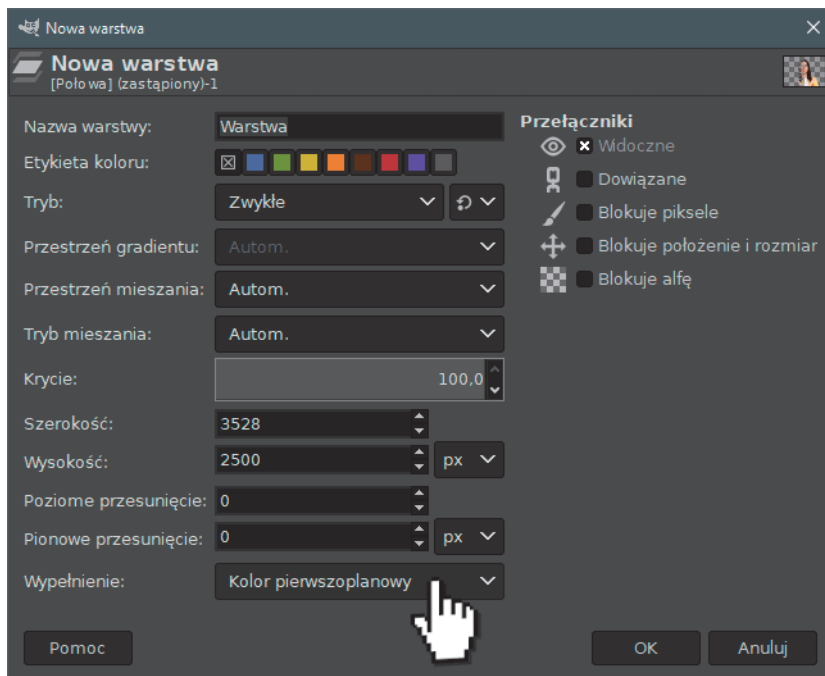 Nowa warstwa
Nowa warstwa
[Połowa] (zastąpiony)-1
Nazwa warstwy: Warstwa
Etykieta koloru:
Tryb: Zwykłe
Przestrzeń gradientu: Autom.
Przestrzeń mieszania: Autom.
Tryb mieszania: Autom.
Krycie: 100,0
Szerokość: 3528
Wysokość: 2500 px
Poziome przesunięcie: 0
Pionowe przesunięcie: 0 px
Wypełnienie: Kolor pierwszoplanowy
Przełączniki
Widoczne
Dowiązane
Blokuje piksele
Blokuje położenie i rozmiar
Blokuje alfę
Pomoc OK Anuluj